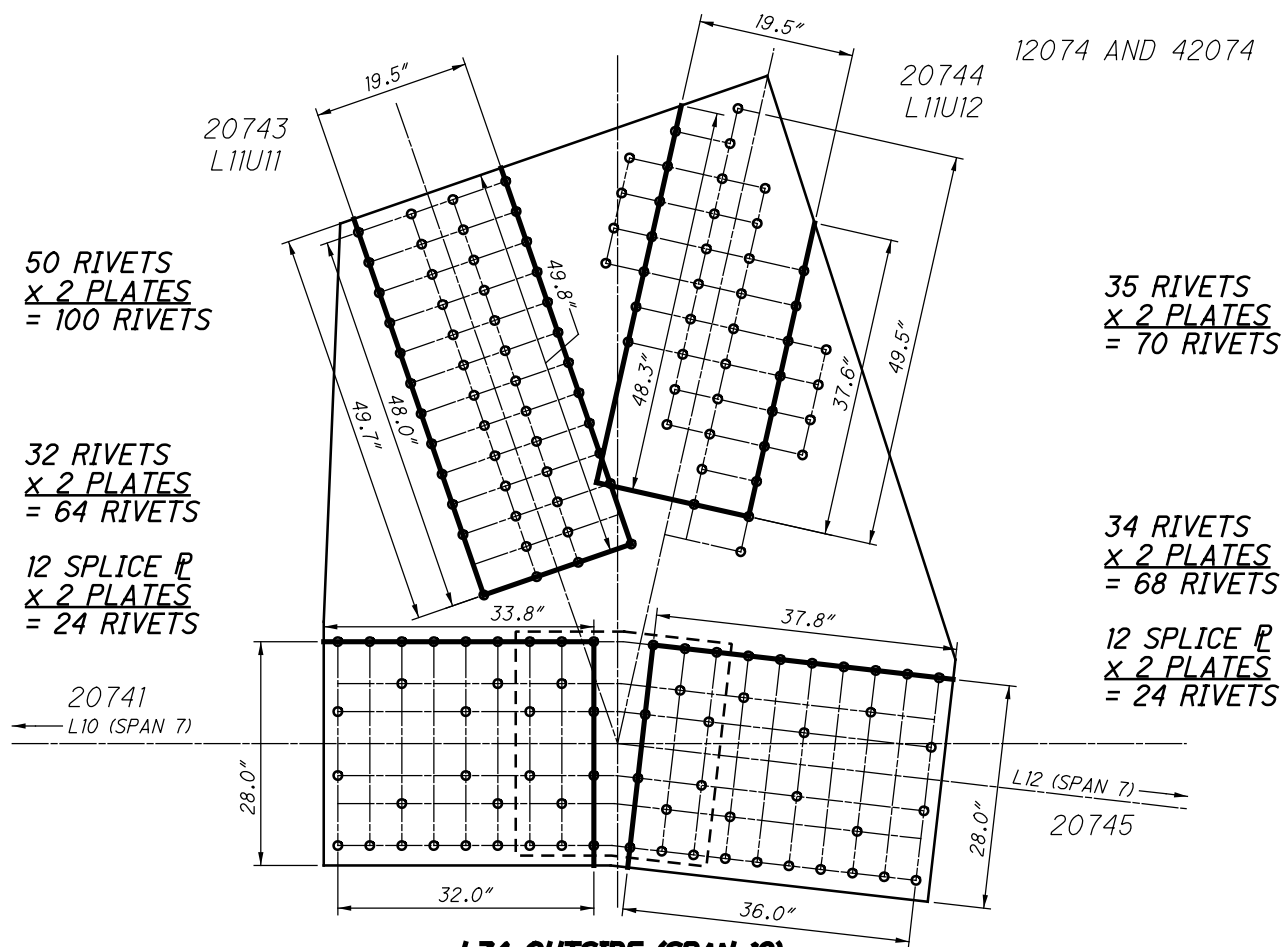 19.5"
12074 AND 42074
19.5"
20744
L11U12
20743
L11U11
50 RIVETS
x 2 PLATES
= 100 RIVETS
35 RIVETS
x 2 PLATES
= 70 RIVETS
49.8"
49.5"
48.3"
37.6"
48.0"
49.7"
32 RIVETS
x 2 PLATES
= 64 RIVETS
34 RIVETS
x 2 PLATES
= 68 RIVETS
12 SPLICE ⅊
x 2 PLATES
= 24 RIVETS
33.8"
37.8"
12 SPLICE ⅊
x 2 PLATES
= 24 RIVETS
20741
L10 (SPAN 7)
28.0"
L12 (SPAN 7)
20745
28.0"
32.0"
36.0"